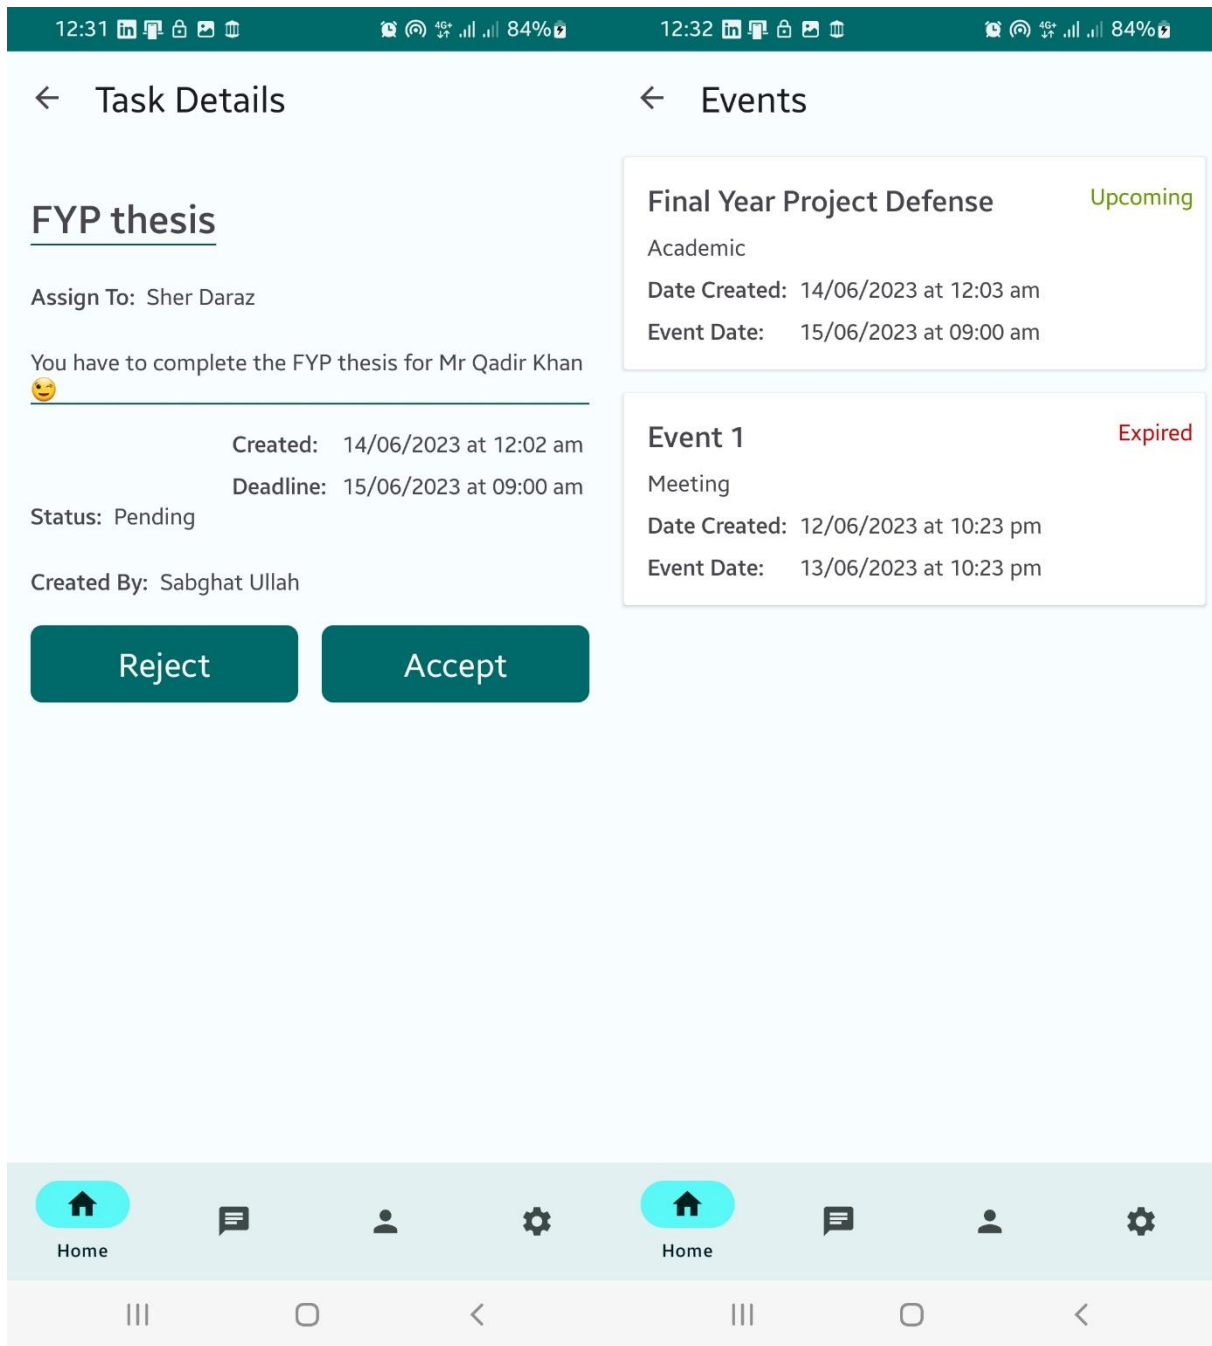 12:31
4G+
84%
Task Details
FYP thesis
Assign To: Sher Daraz
You have to complete the FYP thesis for Mr Qadir Khan
😉
Created: 14/06/2023 at 12:02 am
Deadline: 15/06/2023 at 09:00 am
Status: Pending
Created By: Sabghat Ullah
Reject Accept
Home
12:32
4G+
84%
Events
Final Year Project Defense Upcoming
Academic
Date Created: 14/06/2023 at 12:03 am
Event Date: 15/06/2023 at 09:00 am
Event 1 Expired
Meeting
Date Created: 12/06/2023 at 10:23 pm
Event Date: 13/06/2023 at 10:23 pm
Home